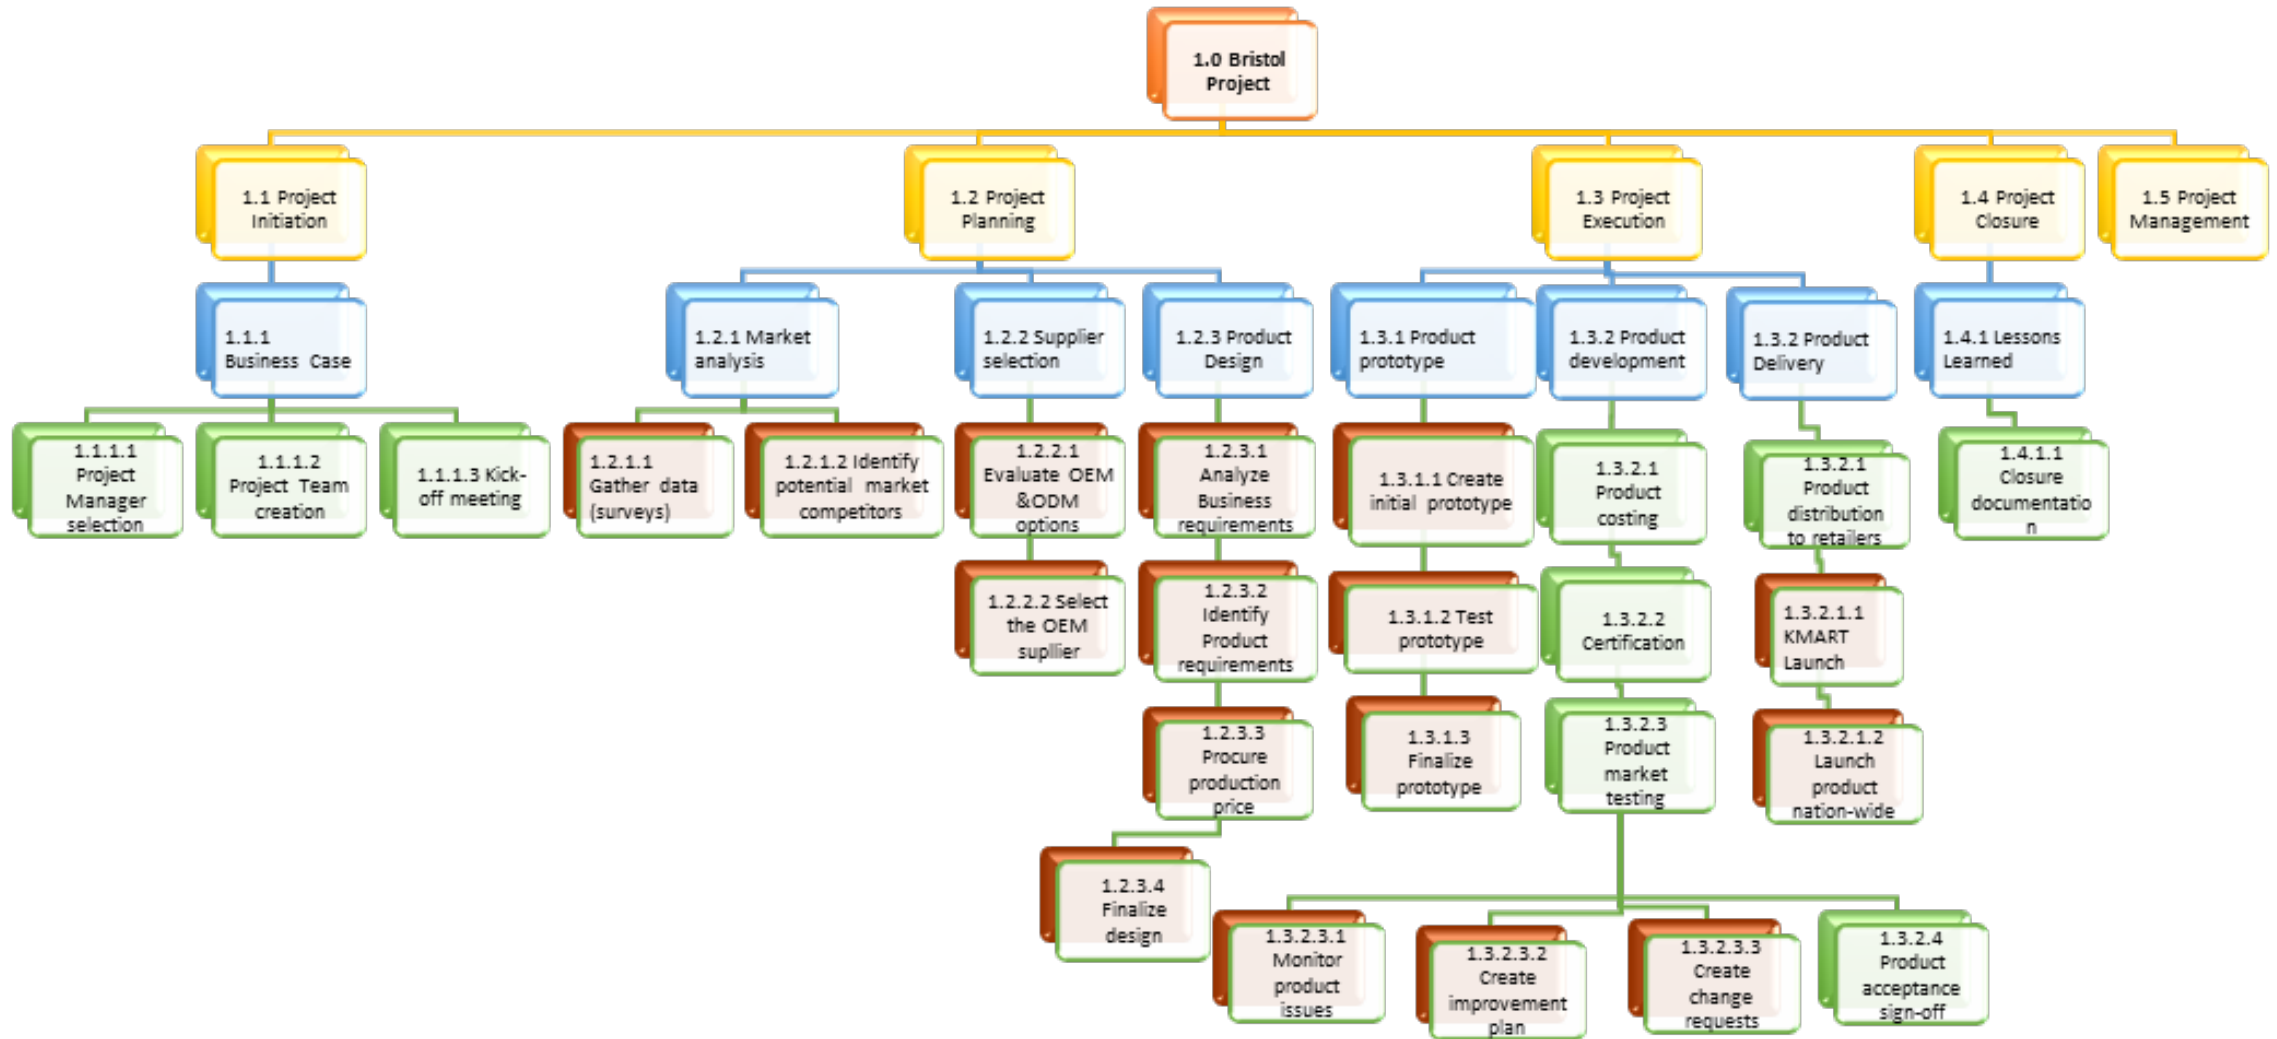 1.0 Bristol
Project
1.1 Project
Initiation
1.2 Project
Planning
1.3 Project
Execution
1.4 Project
Closure
1.5 Project
Management
1.1.1
Business Case
1.2.1 Market
analysis
1.2.2 Supplier
selection
1.2.3 Product
Design
1.3.1 Product
prototype
1.3.2 Product
development
1.3.2 Product
Delivery
1.4.1 Lessons
Learned
1.1.1.1
Project
Manager
selection
1.1.1.2
Project Team
creation
1.1.1.3 Kick-
off meeting
1.2.1.1
Gather data
(surveys)
1.2.1.2 Identify
potential market
competitors
1.2.2.1
Evaluate OEM
&ODM
options
1.2.3.1
Analyze
Business
requirements
1.3.1.1 Create
initial prototype
1.3.2.1
Product
costing
1.3.2.1
Product
distribution
to retailers
1.4.1.1
Closure
documentatio
n
1.2.2.2 Select
the OEM
supllier
1.2.3.2
Identify
Product
requirements
1.3.1.2 Test
prototype
1.3.2.2
Certification
1.3.2.1.1
KMART
Launch
1.2.3.3
Procure
production
price
1.3.1.3
Finalize
prototype
1.3.2.3
Product
market
testing
1.3.2.1.2
Launch
product
nation-wide
1.2.3.4
Finalize
design
1.3.2.3.1
Monitor
product
issues
1.3.2.3.2
Create
improvement
plan
1.3.2.3.3
Create
change
requests
1.3.2.4
Product
acceptance
sign-off